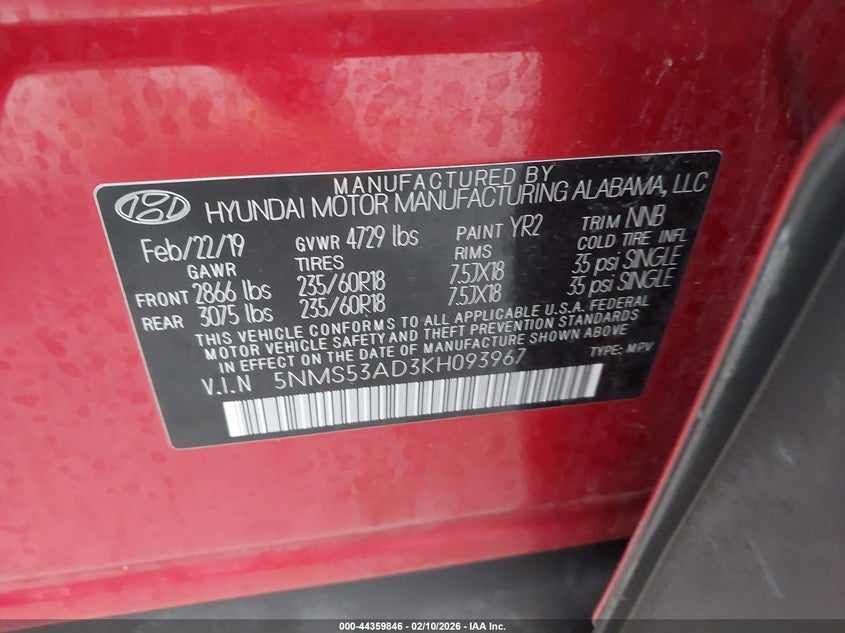 MANUFACTURED BY
HYUNDAI MOTOR MANUFACTURING ALABAMA, LLC
Feb/22/19 GVWR 4729 lbs PAINT YR2 TRIM NNB
GAWR TIRES RIMS COLD TIRE INFL
FRONT 2866 lbs 235/60R18 7.5JX18 35 psi SINGLE
REAR 3075 lbs 235/60R18 7.5JX18 35 psi SINGLE
THIS VEHICLE CONFORMS TO ALL APPLICABLE U.S.A. FEDERAL
MOTOR VEHICLE SAFETY AND THEFT PREVENTION STANDARDS
IN EFFECT ON THE DATE OF MANUFACTURE SHOWN ABOVE
V.I.N 5NMS53AD3KH093967 TYPE: MPV
000-44359846 - 02/10/2026 - IAA Inc.